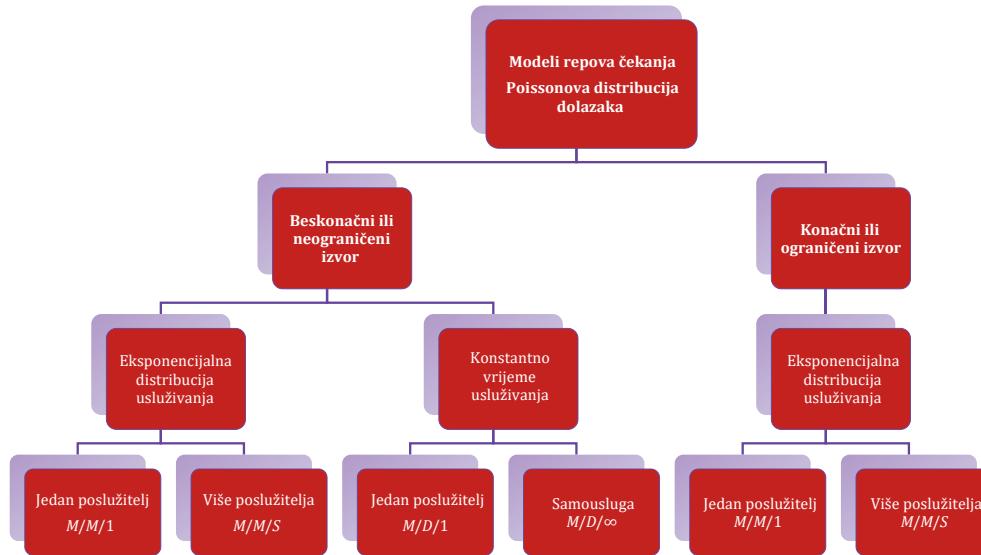 Modeli repova čekanja
Poissonova distribucija
dolazaka
Beskonačni ili
neograničeni
izvor
Konačni ili
ograničeni izvor
Eksponencijalna
distribucija
usluživanja
Konstantno
vrijeme
usluživanja
Eksponencijalna
distribucija
usluživanja
Jedan poslužitelj
M/M/1
Više poslužitelja
M/M/S
Jedan poslužitelj
M/D/1
Samousluga
M/D/∞
Jedan poslužitelj
M/M/1
Više poslužitelja
M/M/S